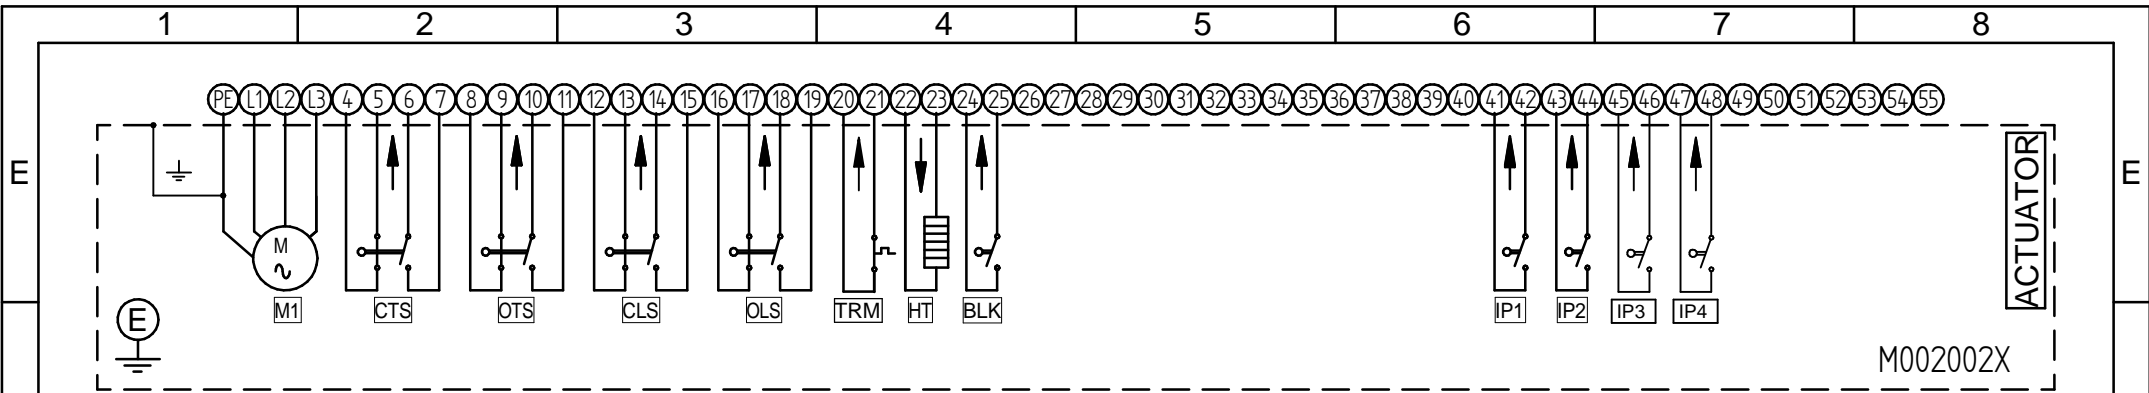 1 2 3 4 5 6 7 8
PE L1 L2 L3 4 5 6 7 8 9 10 11 12 13 14 15 16 17 18 19 20 21 22 23 24 25 26 27 28 29 30 31 32 33 34 35 36 37 38 39 40 41 42 43 44 45 46 47 48 49 50 51 52 53 54 55
E E
ACTUATOR
M
M1 CTS OTS CLS OLS TRM HT BLK IP1 IP2 IP3 IP4
E
M002002X